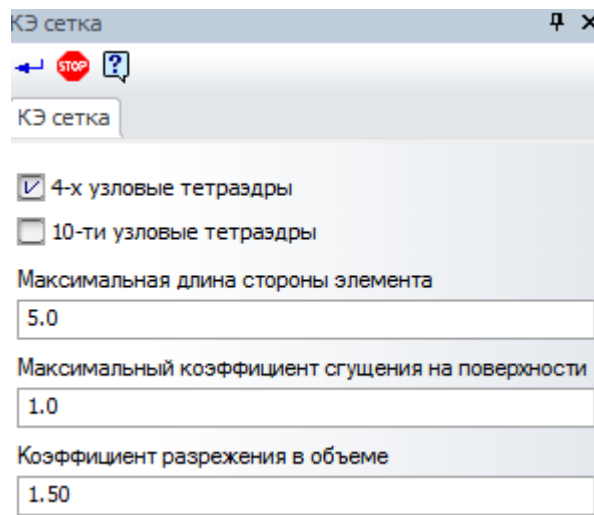 КЭ сетка
STOP
КЭ сетка
4-х узловые тетраэдры
10-ти узловые тетраэдры
Максимальная длина стороны элемента
5.0
Максимальный коэффициент сгущения на поверхности
1.0
Коэффициент разрежения в объеме
1.50